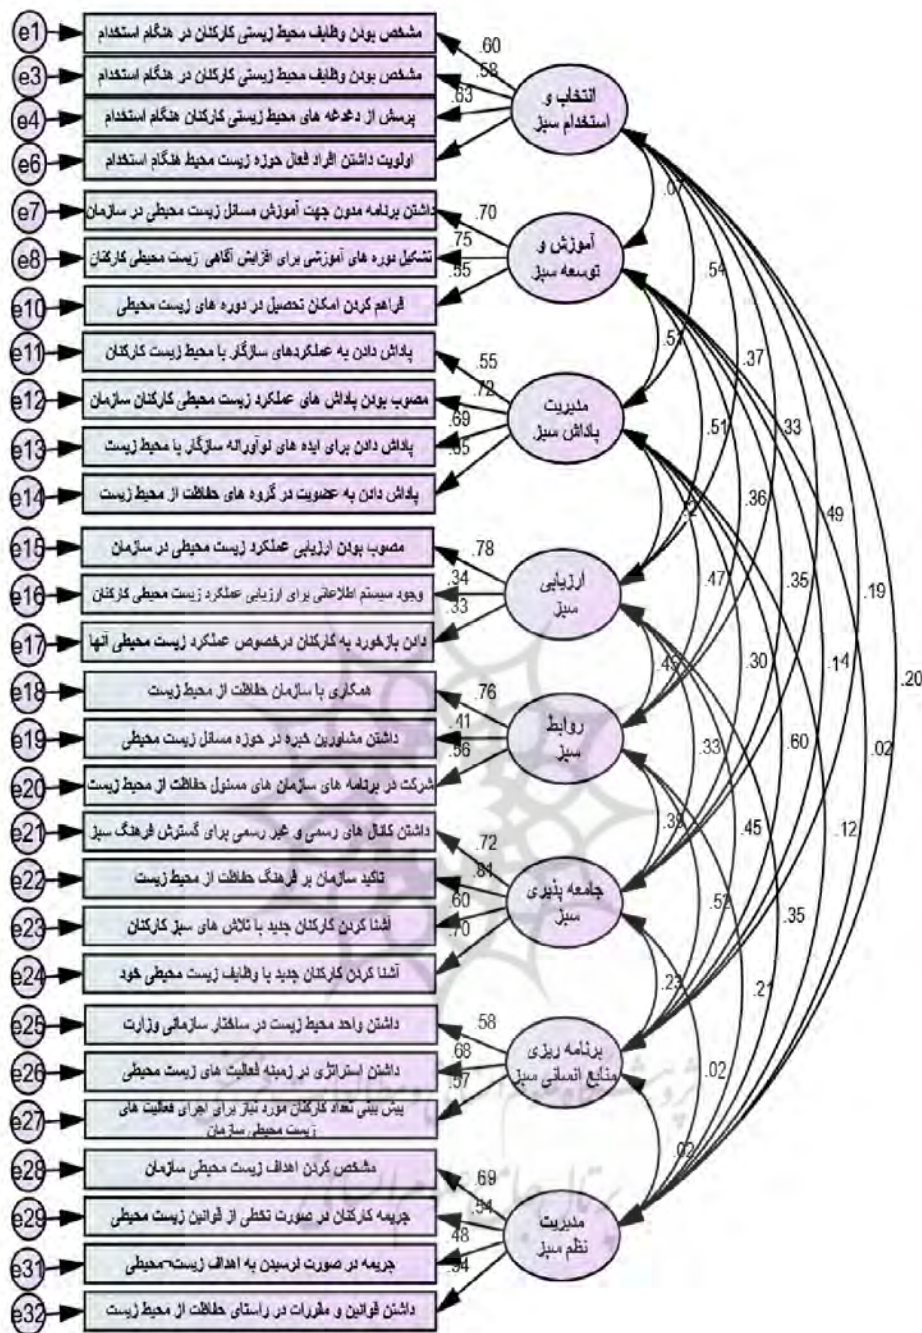 e1 مشخص بودن وظایف محیط زیستی کارکنان در هنگام استخدام .60
e3 مشخص بودن وظایف محیط زیستی کارکنان در هنگام استخدام .58
e4 پرسش از دغدغه های محیط زیستی کارکنان هنگام استخدام .63
e6 اولویت داشتن افراد فعال حوزه زیست محیط هنگام استخدام
انتخاب و
استخدام سبز
e7 داشتن برنامه مدون جهت آموزش مسائل زیست محیطی در سازمان .70
e8 تشکیل دوره های آموزشی برای افزایش آگاهی زیست محیطی کارکنان .75
e10 فراهم کردن امکان تحصیل در دوره های زیست محیطی
آموزش و
توسعه سبز
e11 پاداش دادن به عملکردهای سازگار با محیط زیست کارکنان .55
e12 مصوب بودن پاداش های عملکرد زیست محیطی کارکنان سازمان .72
e13 پاداش دادن برای ایده های نوآورانه سازگار با محیط زیست .69
e14 پاداش دادن به عضویت در گروه های حفاظت از محیط زیست
مدیریت
پاداش سبز
e15 مصوب بودن ارزیابی عملکرد زیست محیطی در سازمان .78
e16 وجود سیستم اطلاعاتی برای ارزیابی عملکرد زیست محیطی کارکنان .34
e17 دادن بازخورد به کارکنان درخصوص عملکرد زیست محیطی آنها .33
ارزیابی
سبز
e18 همکاری با سازمان حفاظت از محیط زیست .76
e19 داشتن مشاورین خبره در حوزه مسائل زیست محیطی .41
e20 شرکت در برنامه های سازمان های مسئول حفاظت از محیط زیست .56
روابط
سبز
e21 داشتن کانال های رسمی و غیر رسمی برای گسترش فرهنگ سبز .72
e22 تاکید سازمان بر فرهنگ حفاظت از محیط زیست .81
e23 آشنا کردن کارکنان جدید با تلاش های سبز کارکنان .60
e24 آشنا کردن کارکنان جدید با وظایف زیست محیطی خود .70
جامعه پذیری
سبز
e25 داشتن واحد محیط زیست در ساختار سازمانی وزارت .58
e26 داشتن استراتژی در زمینه فعالیت های زیست محیطی .68
e27 پیش بینی تعداد کارکنان مورد نیاز برای اجرای فعالیت های .57
زیست محیطی سازمان
برنامه ریزی
منابع انسانی سبز
e28 مشخص کردن اهداف زیست محیطی سازمان .69
e29 جریمه کارکنان در صورت تخطی از قوانین زیست محیطی .54
e31 جریمه در صورت نرسیدن به اهداف زیست¬محیطی .48
e32 داشتن قوانین و مقررات در راستای حفاظت از محیط زیست
مدیریت
نظم سبز
.07
.54
.51
.37
.51
.33
.36
.49
.47
.35
.19
.30
.14
.20
.33
.60
.02
.45
.12
.52
.35
.23
.21
.02
.02
پرتال جامع علوم انسانی